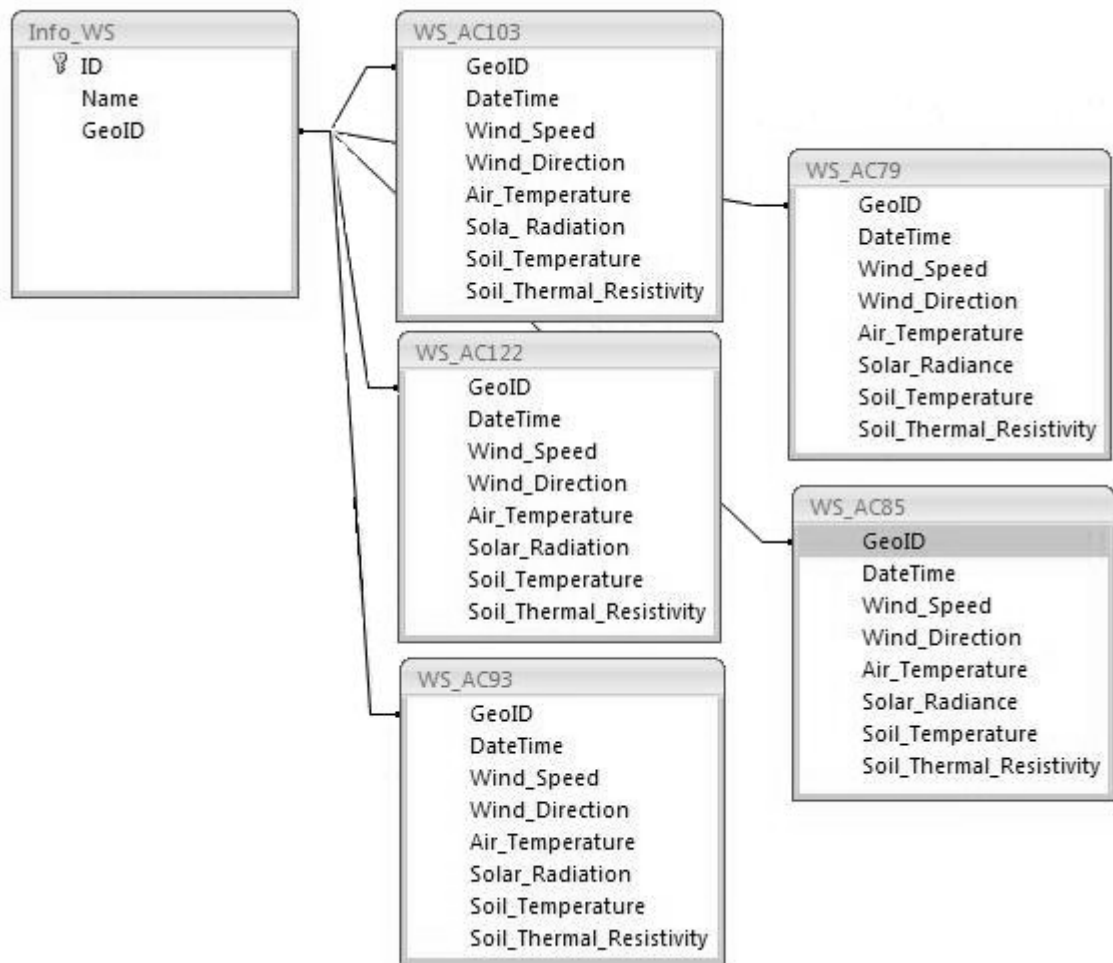 Info_WS
ID
Name
GeoID
WS_AC103
GeoID
DateTime
Wind_Speed
Wind_Direction
Air_Temperature
Sola_ Radiation
Soil_Temperature
Soil_Thermal_Resistivity
WS_AC79
GeoID
DateTime
Wind_Speed
Wind_Direction
Air_Temperature
Solar_Radiance
Soil_Temperature
Soil_Thermal_Resistivity
WS_AC122
GeoID
DateTime
Wind_Speed
Wind_Direction
Air_Temperature
Solar_Radiation
Soil_Temperature
Soil_Thermal_Resistivity
WS_AC85
GeoID
DateTime
Wind_Speed
Wind_Direction
Air_Temperature
Solar_Radiance
Soil_Temperature
Soil_Thermal_Resistivity
WS_AC93
GeoID
DateTime
Wind_Speed
Wind_Direction
Air_Temperature
Solar_Radiation
Soil_Temperature
Soil_Thermal_Resistivity